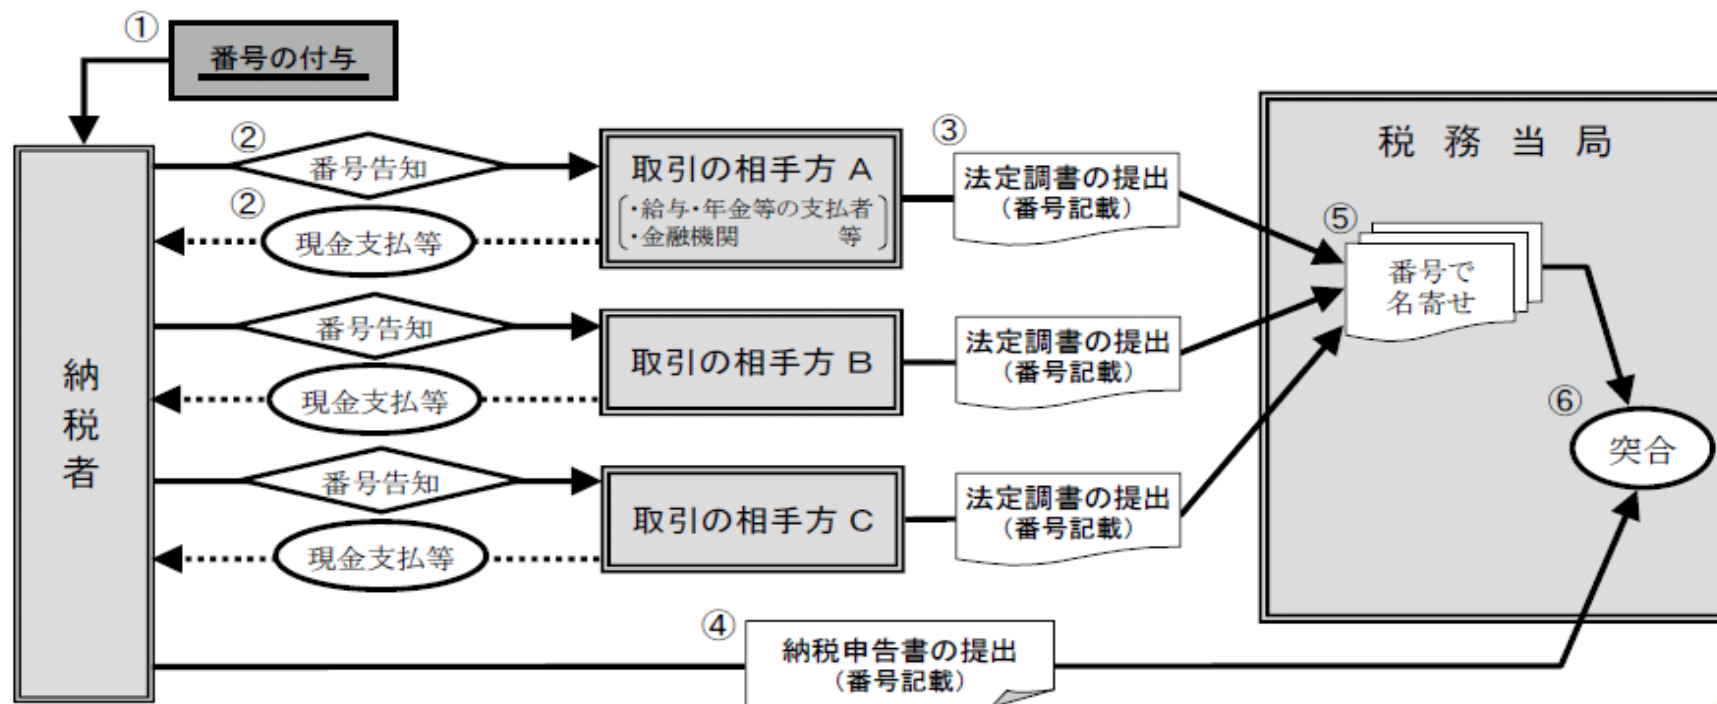 ① 番号の付与
納税者
② 番号告知
② 現金支払等
取引の相手方 A
・給与・年金等の支払者
・金融機関 等
③ 法定調書の提出
（番号記載）
番号告知
現金支払等
取引の相手方 B
法定調書の提出
（番号記載）
番号告知
現金支払等
取引の相手方 C
法定調書の提出
（番号記載）
④ 納税申告書の提出
（番号記載）
税務当局
⑤ 番号で
名寄せ
⑥ 突合